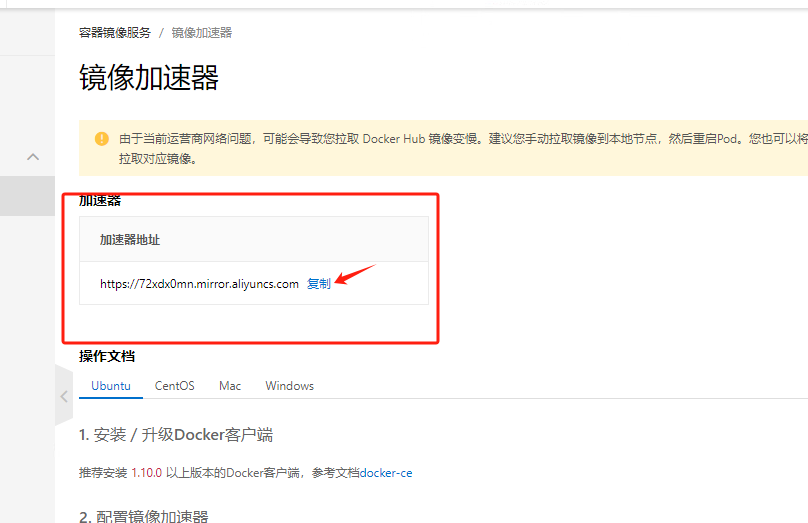 容器镜像服务 / 镜像加速器
镜像加速器
由于当前运营商网络问题，可能会导致您拉取 Docker Hub 镜像变慢。建议您手动拉取镜像到本地节点，然后重启Pod。您也可以将
拉取对应镜像。
加速器
加速器地址
https://72xdx0mn.mirror.aliyuncs.com 复制
操作文档
Ubuntu CentOS Mac Windows
1. 安装 / 升级Docker客户端
推荐安装 1.10.0 以上版本的Docker客户端，参考文档docker-ce
2. 配置镜像加速器